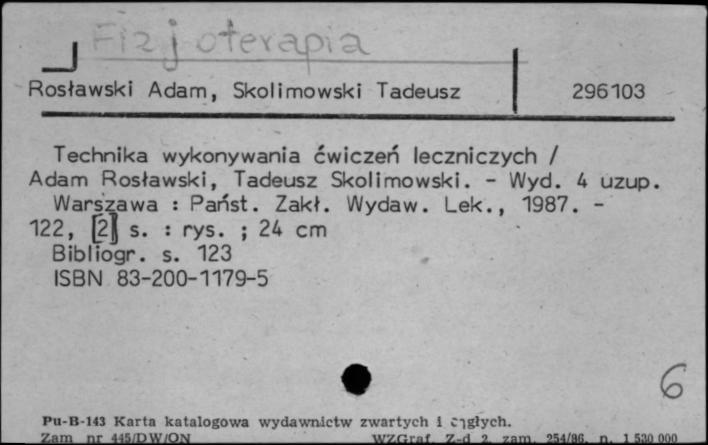 Fizjoterapia
Rosławski Adam, Skolimowski Tadeusz 296103
Technika wykonywania ćwiczeń leczniczych /
Adam Rosławski, Tadeusz Skolimowski. - Wyd. 4 uzup.
Warszawa : Państ. Zakł. Wydaw. Lek., 1987. -
122, [2] s. : rys. ; 24 cm
Bibliogr. s. 123
ISBN 83-200-1179-5
6
Pu-B-143 Karta katalogowa wydawnictw zwartych i ciągłych.
Zam nr 445/DW/ON WZGraf. Z-d 2 zam. 254/86. n. 1 530 000